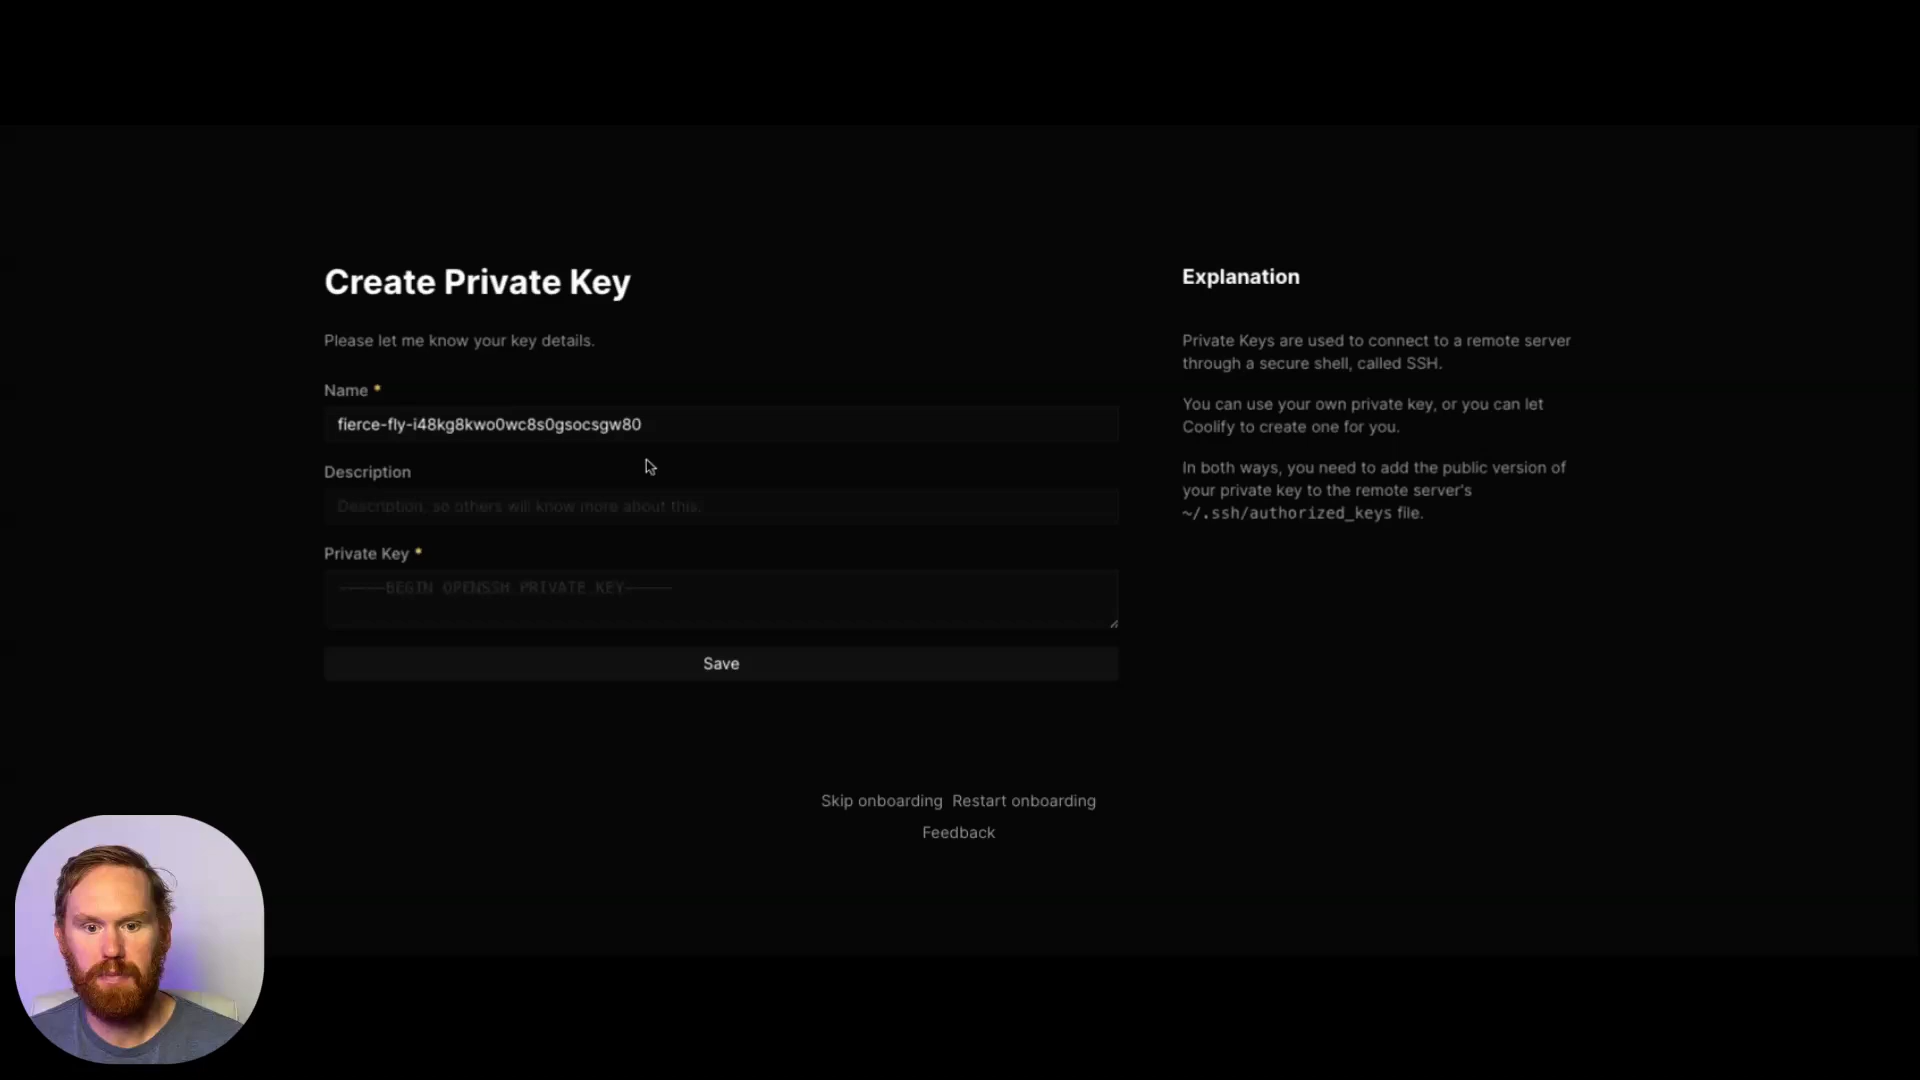 Create Private Key
Please let me know your key details.
Name *
fierce-fly-i48kg8kwo0wc8s0gsocsgw80
Description
Description, so others will know more about this.
Private Key *
-----BEGIN OPENSSH PRIVATE KEY-----
Save
Explanation
Private Keys are used to connect to a remote server
through a secure shell, called SSH.
You can use your own private key, or you can let
Coolify to create one for you.
In both ways, you need to add the public version of
your private key to the remote server's
~/.ssh/authorized_keys file.
Skip onboarding Restart onboarding
Feedback